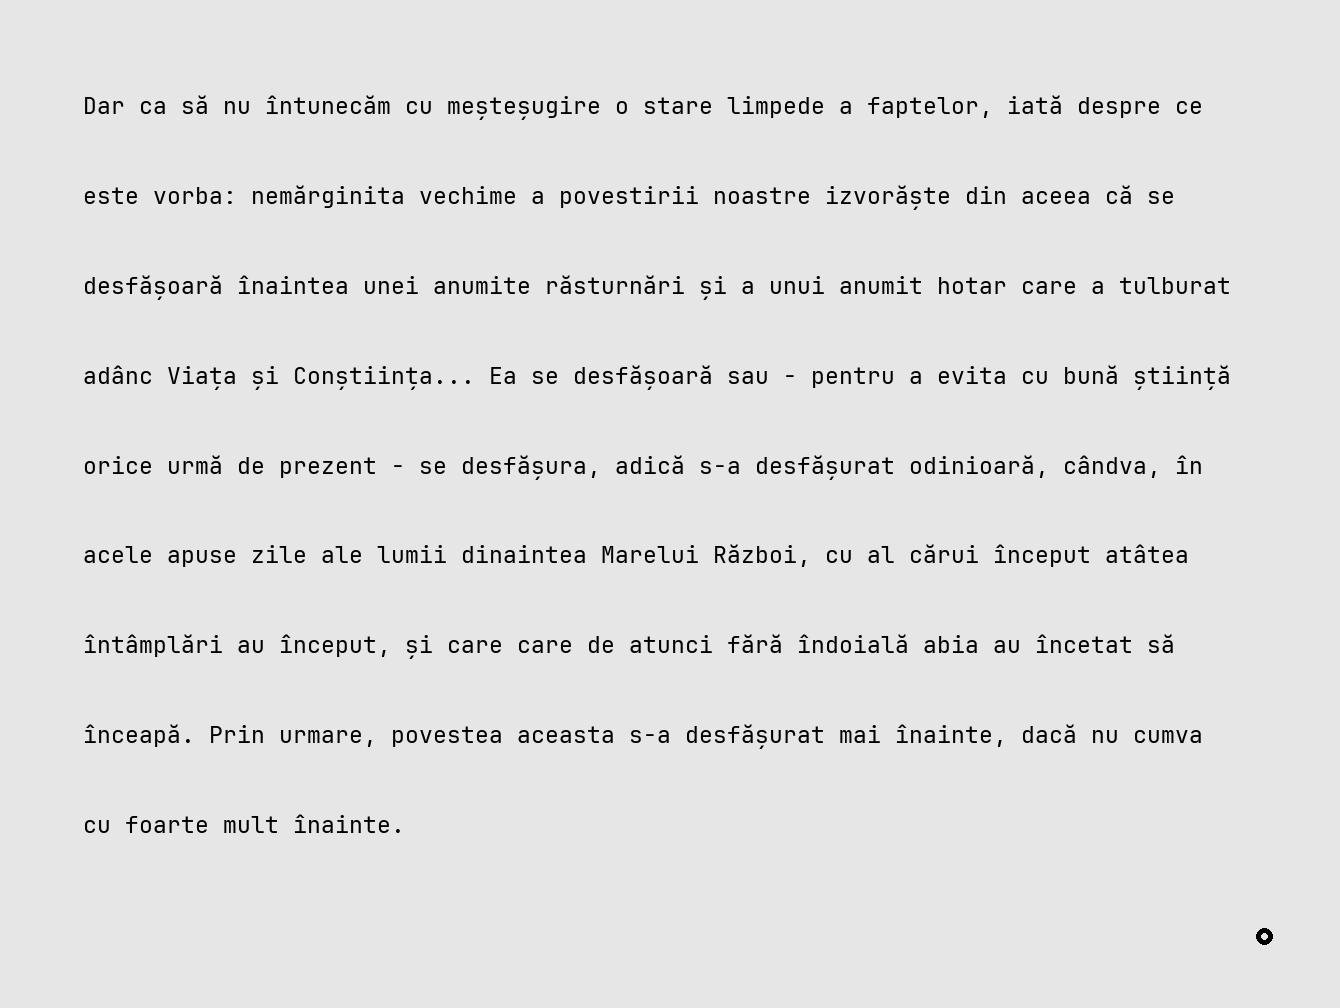 Dar ca să nu întunecăm cu meșteșugire o stare limpede a faptelor, iată despre ce
este vorba: nemărginita vechime a povestirii noastre izvorăște din aceea că se
desfășoară înaintea unei anumite răsturnări și a unui anumit hotar care a tulburat
adânc Viața și Conștiința... Ea se desfășoară sau - pentru a evita cu bună știință
orice urmă de prezent - se desfășura, adică s-a desfășurat odinioară, cândva, în
acele apuse zile ale lumii dinaintea Marelui Război, cu al cărui început atâtea
întâmplări au început, și care care de atunci fără îndoială abia au încetat să
înceapă. Prin urmare, povestea aceasta s-a desfășurat mai înainte, dacă nu cumva
cu foarte mult înainte.